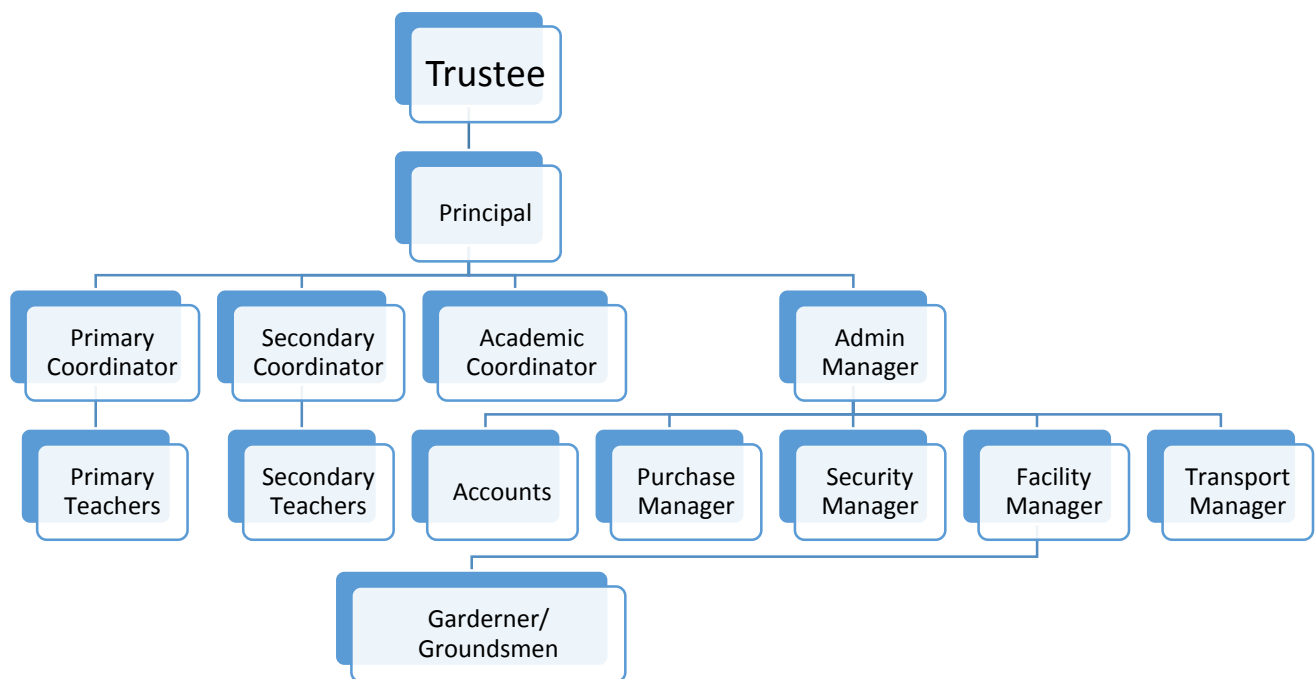 Trustee
Principal
Primary
Coordinator
Secondary
Coordinator
Academic
Coordinator
Admin
Manager
Primary
Teachers
Secondary
Teachers
Accounts
Purchase
Manager
Security
Manager
Facility
Manager
Transport
Manager
Garderner/
Groundsmen